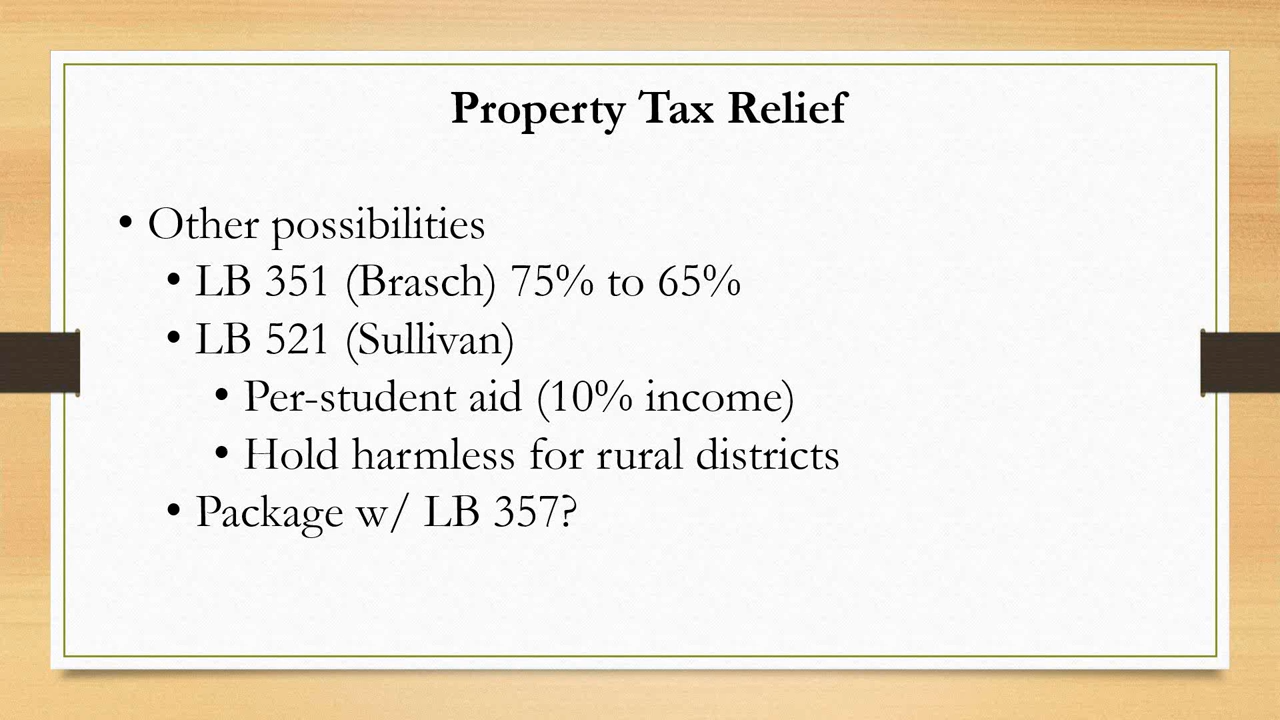 Property Tax Relief
• Other possibilities
• LB 351 (Brasch) 75% to 65%
• LB 521 (Sullivan)
• Per-student aid (10% income)
• Hold harmless for rural districts
• Package w/ LB 357?